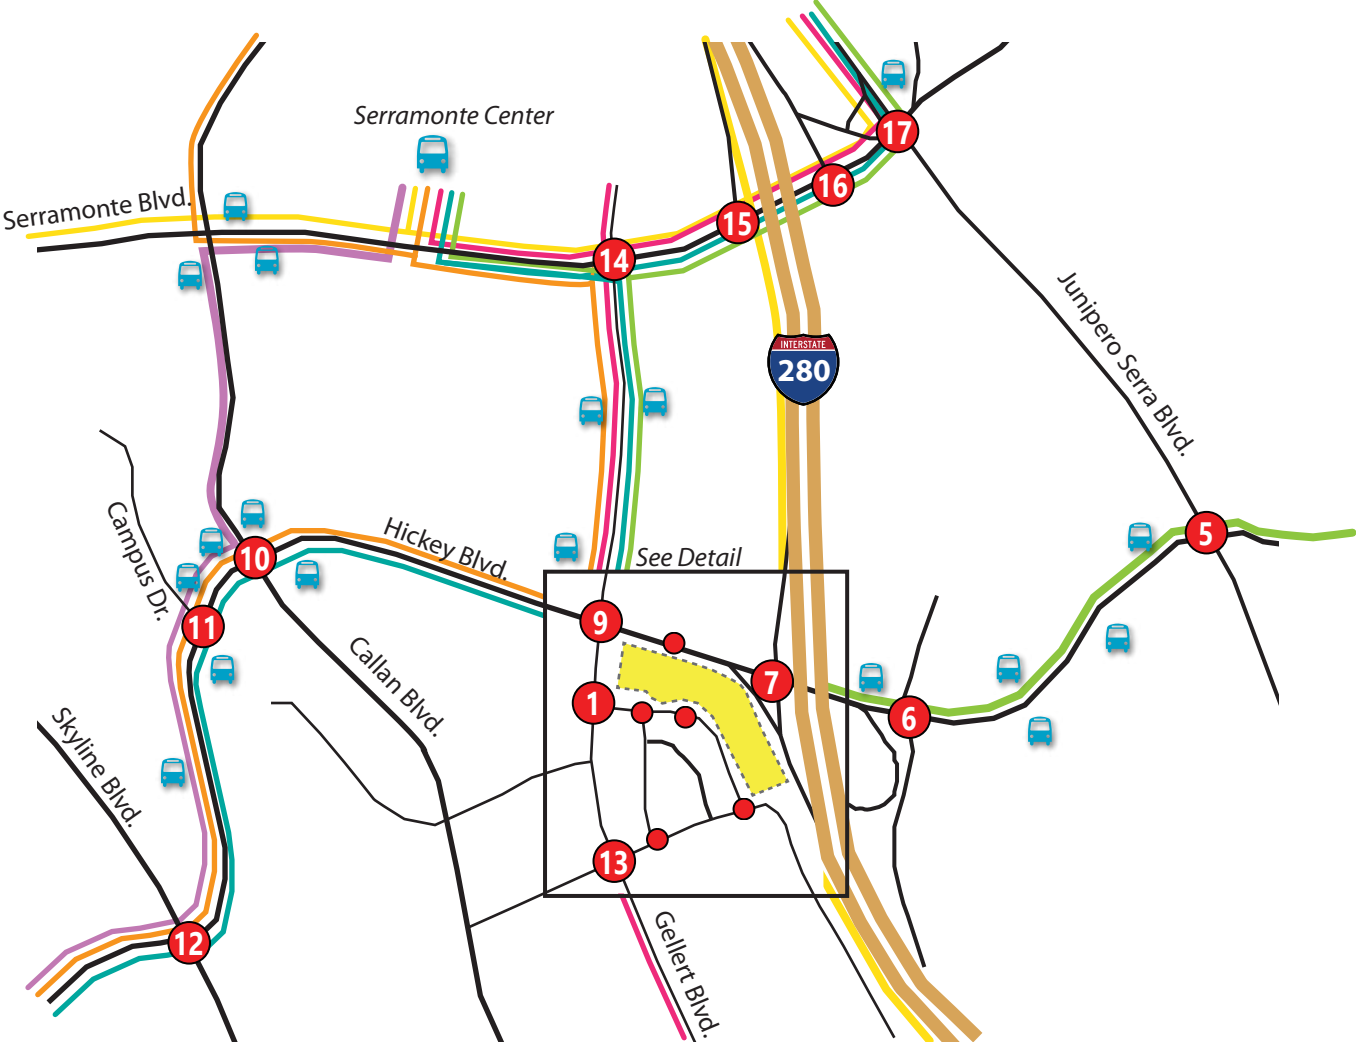 Serramonte Center
17
Serramonte Blvd.
16
15
14
Junipero Serra Blvd.
INTERSTATE
280
Campus Dr.
Hickey Blvd.
See Detail
5
10
11
9
Callan Blvd.
7
1
6
Skyline Blvd.
13
12
Gellert Blvd.